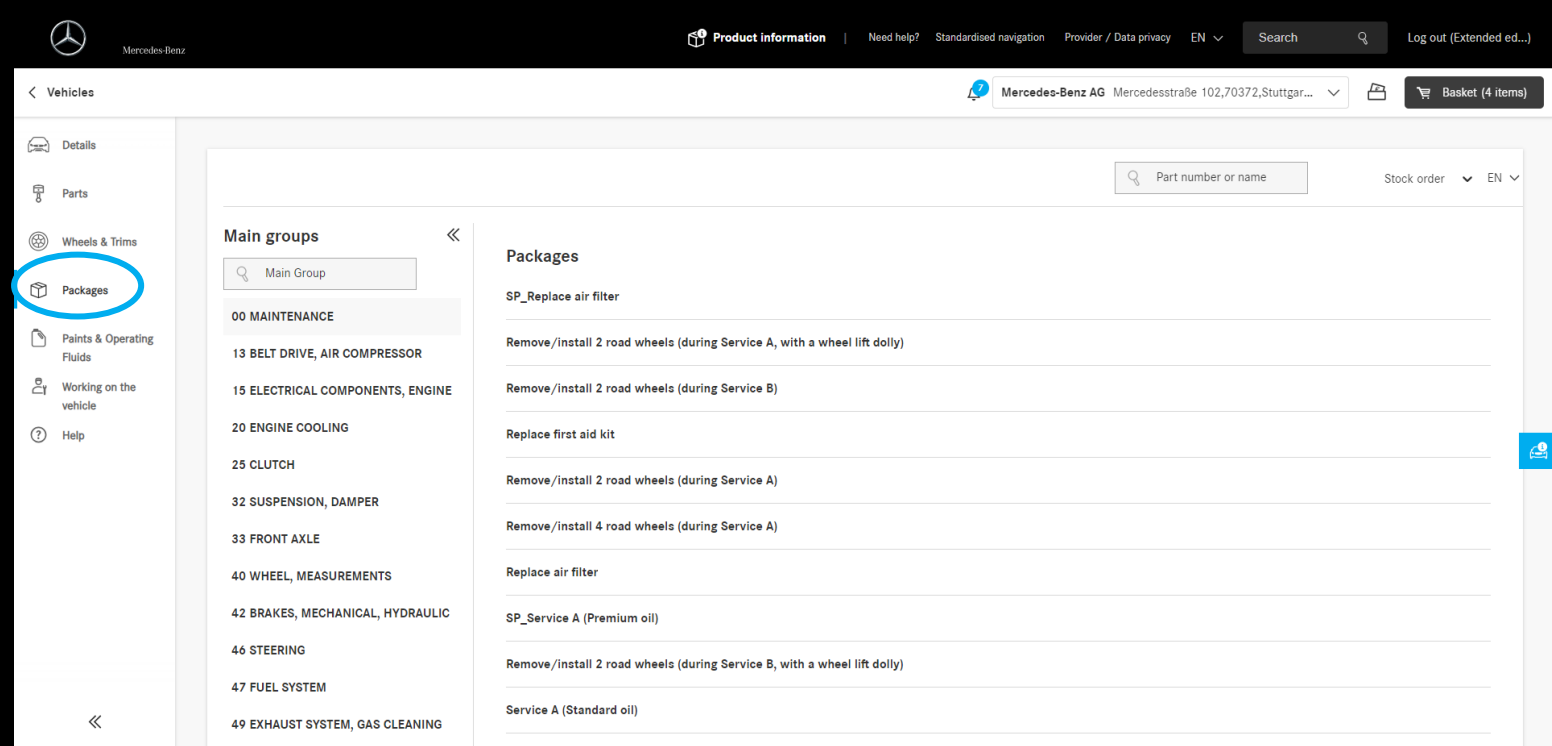 Mercedes-Benz
Product information | Need help? Standardised navigation Provider / Data privacy EN Search Log out (Extended ed...)
Vehicles
7
Mercedes-Benz AG Mercedesstraße 102,70372,Stuttgar...
Basket (4 items)
Details
Parts
Wheels & Trims
Packages
Paints & Operating
Fluids
Working on the
vehicle
Help
Part number or name
Stock order
EN
Main groups
Main Group
00 MAINTENANCE
13 BELT DRIVE, AIR COMPRESSOR
15 ELECTRICAL COMPONENTS, ENGINE
20 ENGINE COOLING
25 CLUTCH
32 SUSPENSION, DAMPER
33 FRONT AXLE
40 WHEEL, MEASUREMENTS
42 BRAKES, MECHANICAL, HYDRAULIC
46 STEERING
47 FUEL SYSTEM
49 EXHAUST SYSTEM, GAS CLEANING
Packages
SP_Replace air filter
Remove/install 2 road wheels (during Service A, with a wheel lift dolly)
Remove/install 2 road wheels (during Service B)
Replace first aid kit
Remove/install 2 road wheels (during Service A)
Remove/install 4 road wheels (during Service A)
Replace air filter
SP_Service A (Premium oil)
Remove/install 2 road wheels (during Service B, with a wheel lift dolly)
Service A (Standard oil)